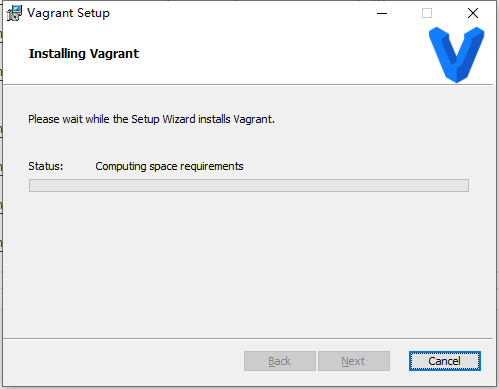 Vagrant Setup
Installing Vagrant
Please wait while the Setup Wizard installs Vagrant.
Status: Computing space requirements
Back Next Cancel